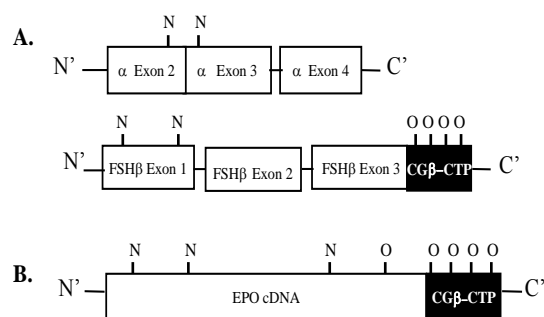 A.
N N
N’ α Exon 2 α Exon 3 α Exon 4 C’
N N O O O O
N’ FSHβ Exon 1 FSHβ Exon 2 FSHβ Exon 3 CGβ–CTP C’
B.
N N N O O O O O
N’ EPO cDNA CGβ–CTP C’